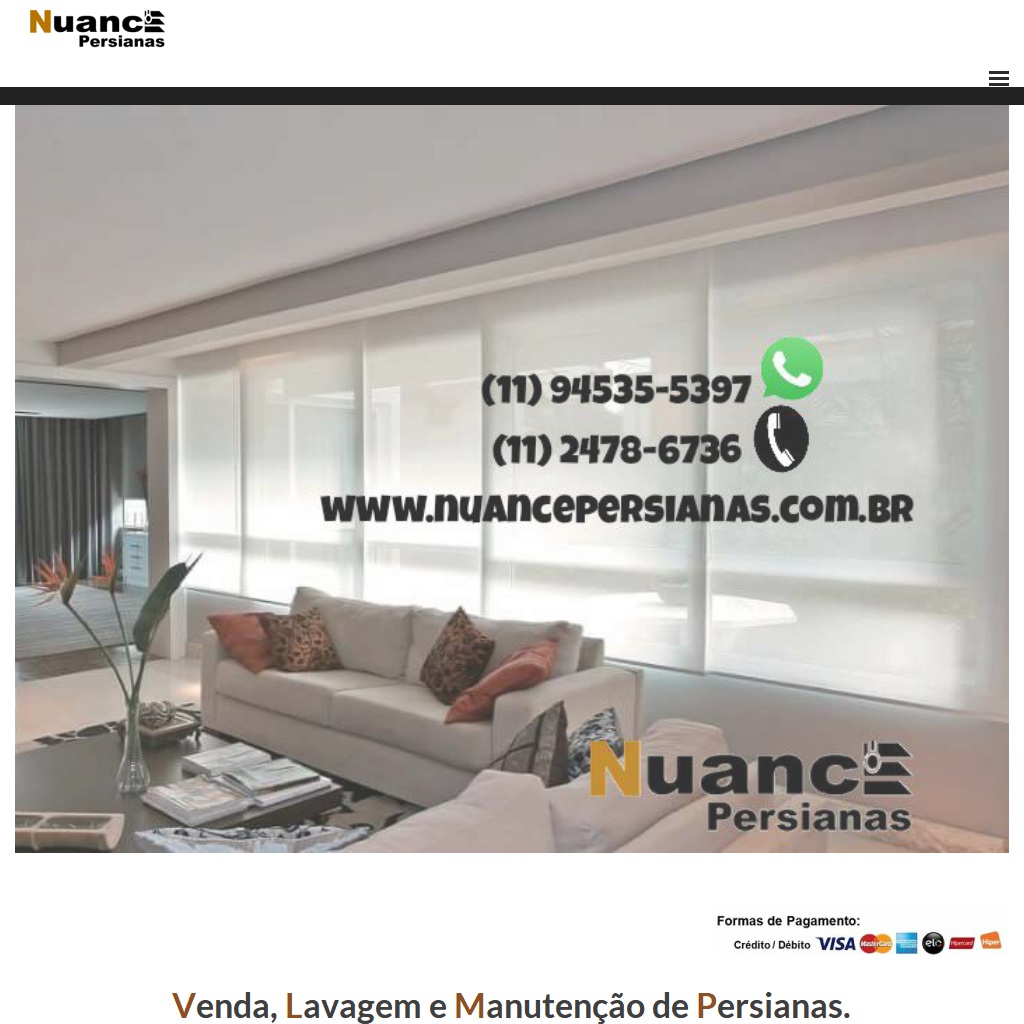 Nuance
Persianas
(11) 94535-5397
(11) 2478-6736
www.nuancepersianas.com.br
Nuance
Persianas
Formas de Pagamento:
Crédito / Débito VISA MasterCard elo Hipercard Hiper
Venda, Lavagem e Manutenção de Persianas.